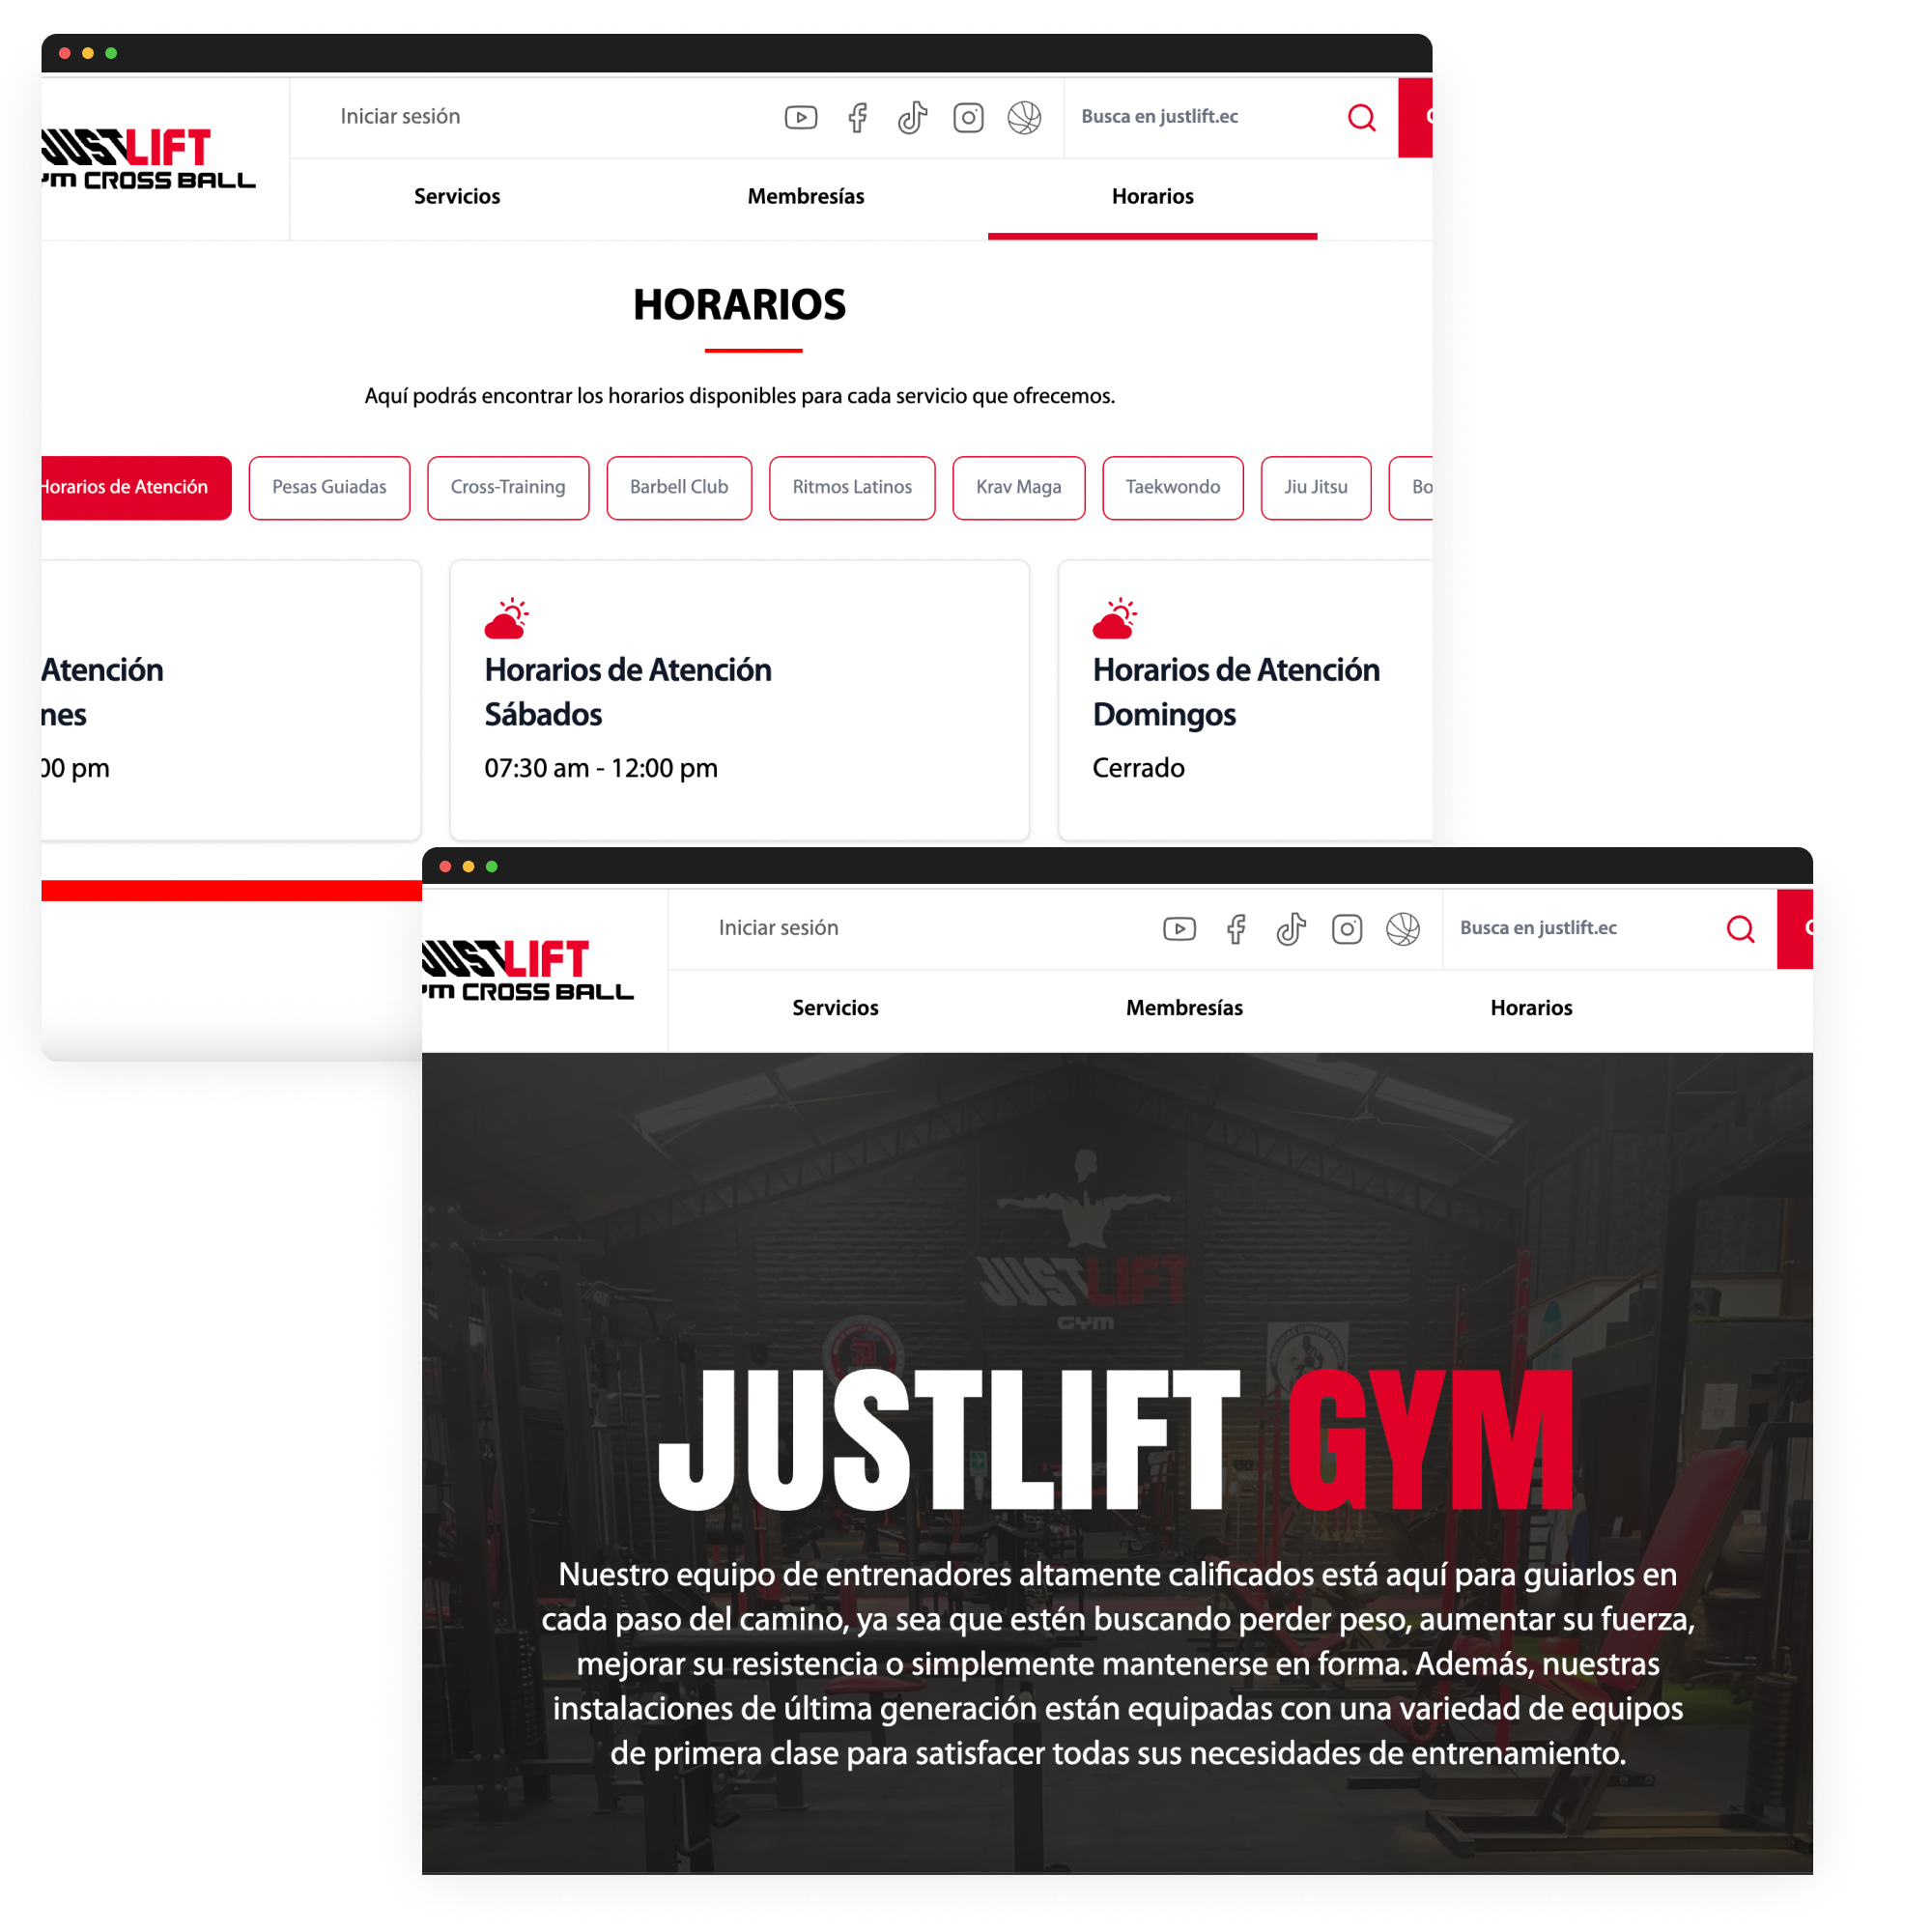 Iniciar sesión
Busca en justlift.ec
JUSTLIFT
CROSS BALL
Servicios
Membresías
Horarios
HORARIOS
Aquí podrás encontrar los horarios disponibles para cada servicio que ofrecemos.
Horarios de Atención
Pesas Guiadas
Cross-Training
Barbell Club
Ritmos Latinos
Krav Maga
Taekwondo
Jiu Jitsu
Bo
Atención
nes
00 pm
Horarios de Atención
Sábados
07:30 am - 12:00 pm
Horarios de Atención
Domingos
Cerrado
Iniciar sesión
Busca en justlift.ec
JUSTLIFT
CROSS BALL
Servicios
Membresías
Horarios
JUSTLIFT
GYM
JUSTLIFT GYM
Nuestro equipo de entrenadores altamente calificados está aquí para guiarlos en
cada paso del camino, ya sea que estén buscando perder peso, aumentar su fuerza,
mejorar su resistencia o simplemente mantenerse en forma. Además, nuestras
instalaciones de última generación están equipadas con una variedad de equipos
de primera clase para satisfacer todas sus necesidades de entrenamiento.